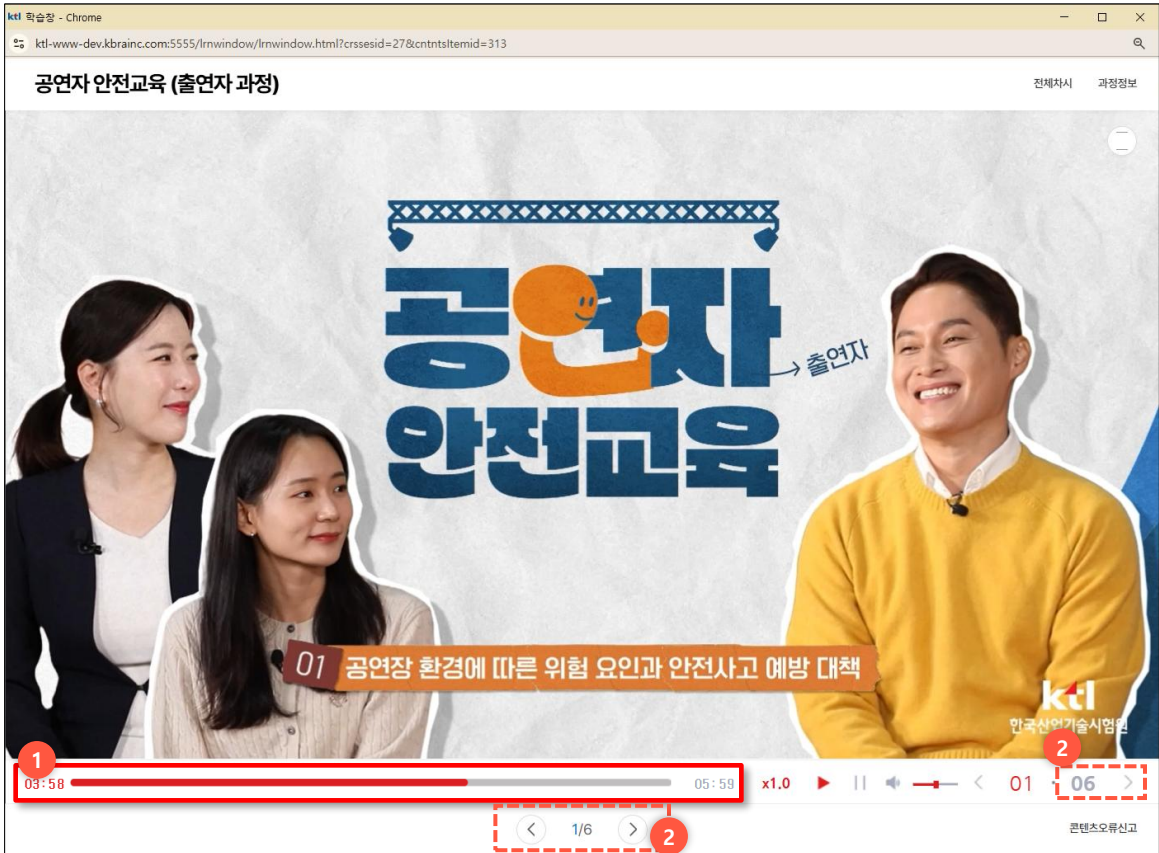 ktl 학습창 - Chrome
ktl-www-dev.kbrainc.com:5555/lrnwindow/lrnwindow.html?crssesid=27&cntntsItemid=313
공연자 안전교육 (출연자 과정)
전체차시 과정정보
공연자
출연자
안전교육
01 공연장 환경에 따른 위험 요인과 안전사고 예방 대책
ktl
한국산업기술시험원
1
2
03:58 05:59 x1.0 01 06
1/6
2
콘텐츠오류신고